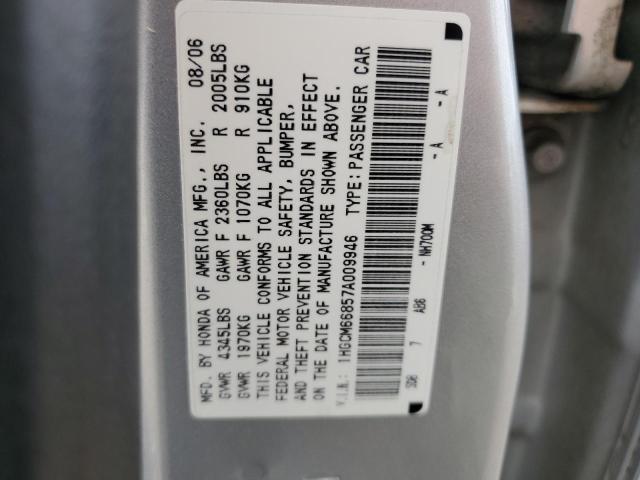 MFD. BY HONDA OF AMERICA MFG., INC. 08/06
GVWR 4345LBS GAWR F 2360LBS R 2005LBS
GVWR 1970KG GAWR F 1070KG R 910KG
THIS VEHICLE CONFORMS TO ALL APPLICABLE
FEDERAL MOTOR VEHICLE SAFETY, BUMPER,
AND THEFT PREVENTION STANDARDS IN EFFECT
ON THE DATE OF MANUFACTURE SHOWN ABOVE.
V.I.N.: 1HGCM66857A009946 TYPE: PASSENGER CAR
SDB 7 AB6 - NH700M - A - A